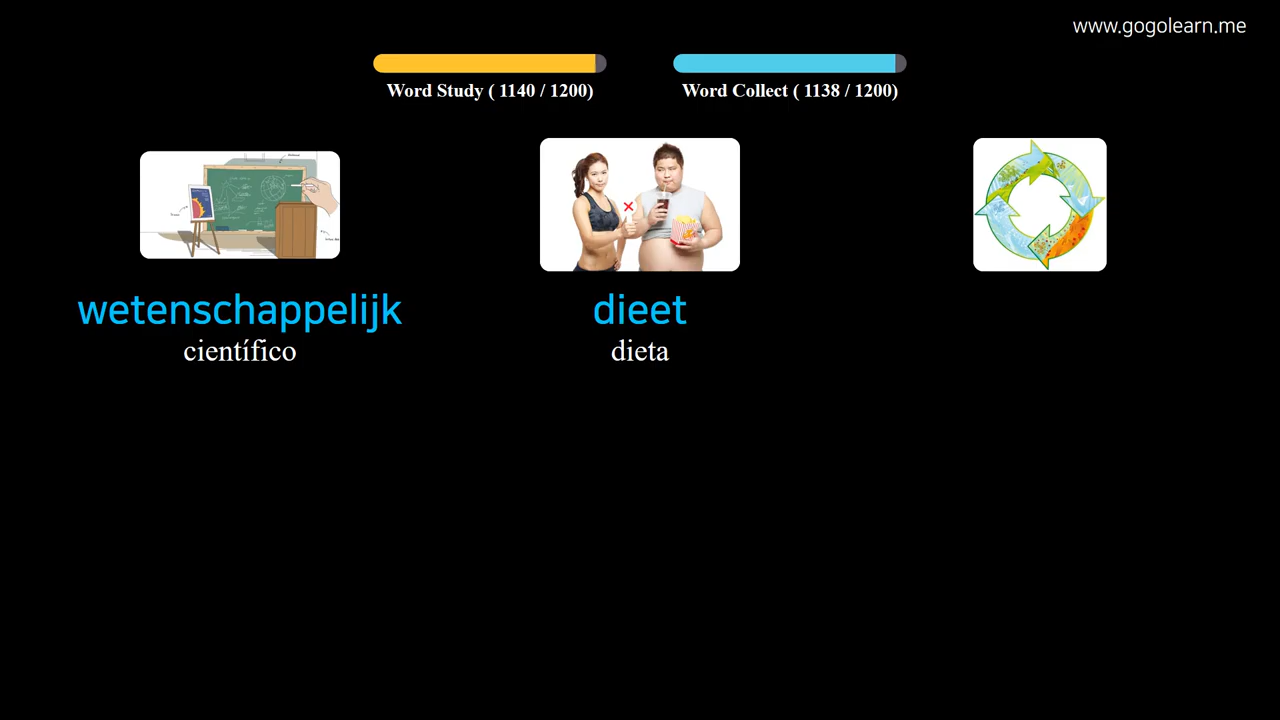 www.gogolearn.me
Word Study ( 1140 / 1200)
Word Collect ( 1138 / 1200)
wetenschappelijk
dieet
científico
dieta